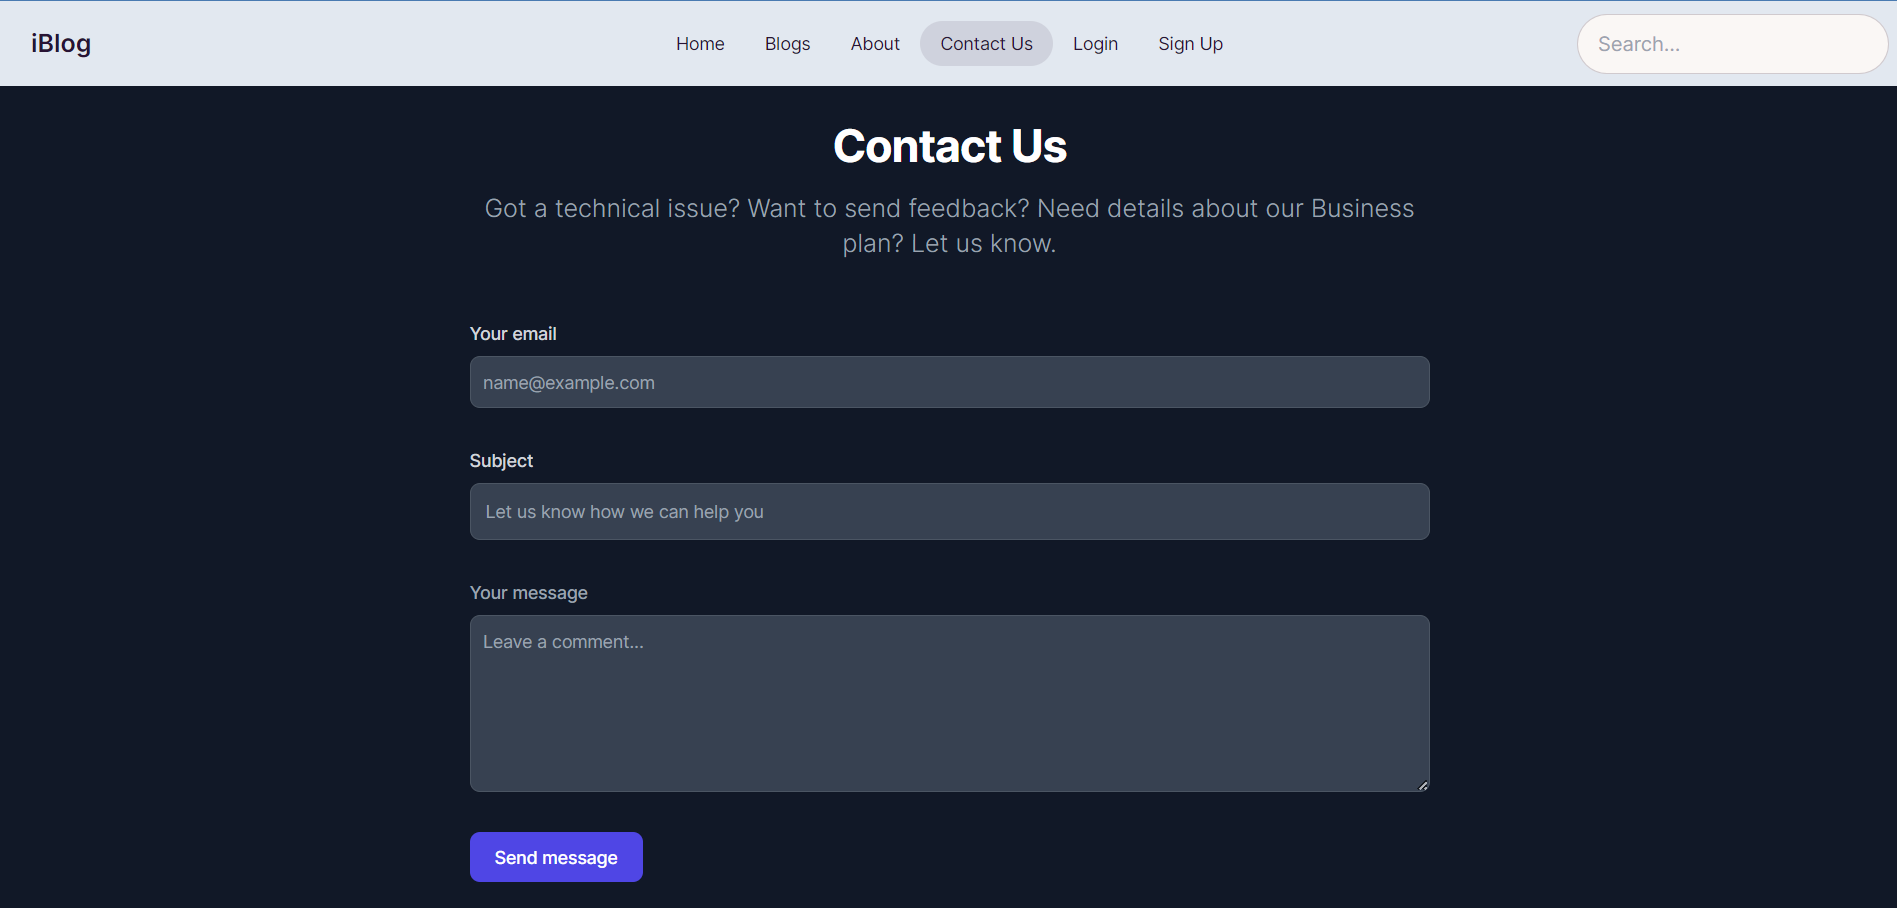 iBlog
Home Blogs About Contact Us Login Sign Up
Search...
Contact Us
Got a technical issue? Want to send feedback? Need details about our Business
plan? Let us know.
Your email
name@example.com
Subject
Let us know how we can help you
Your message
Leave a comment...
Send message